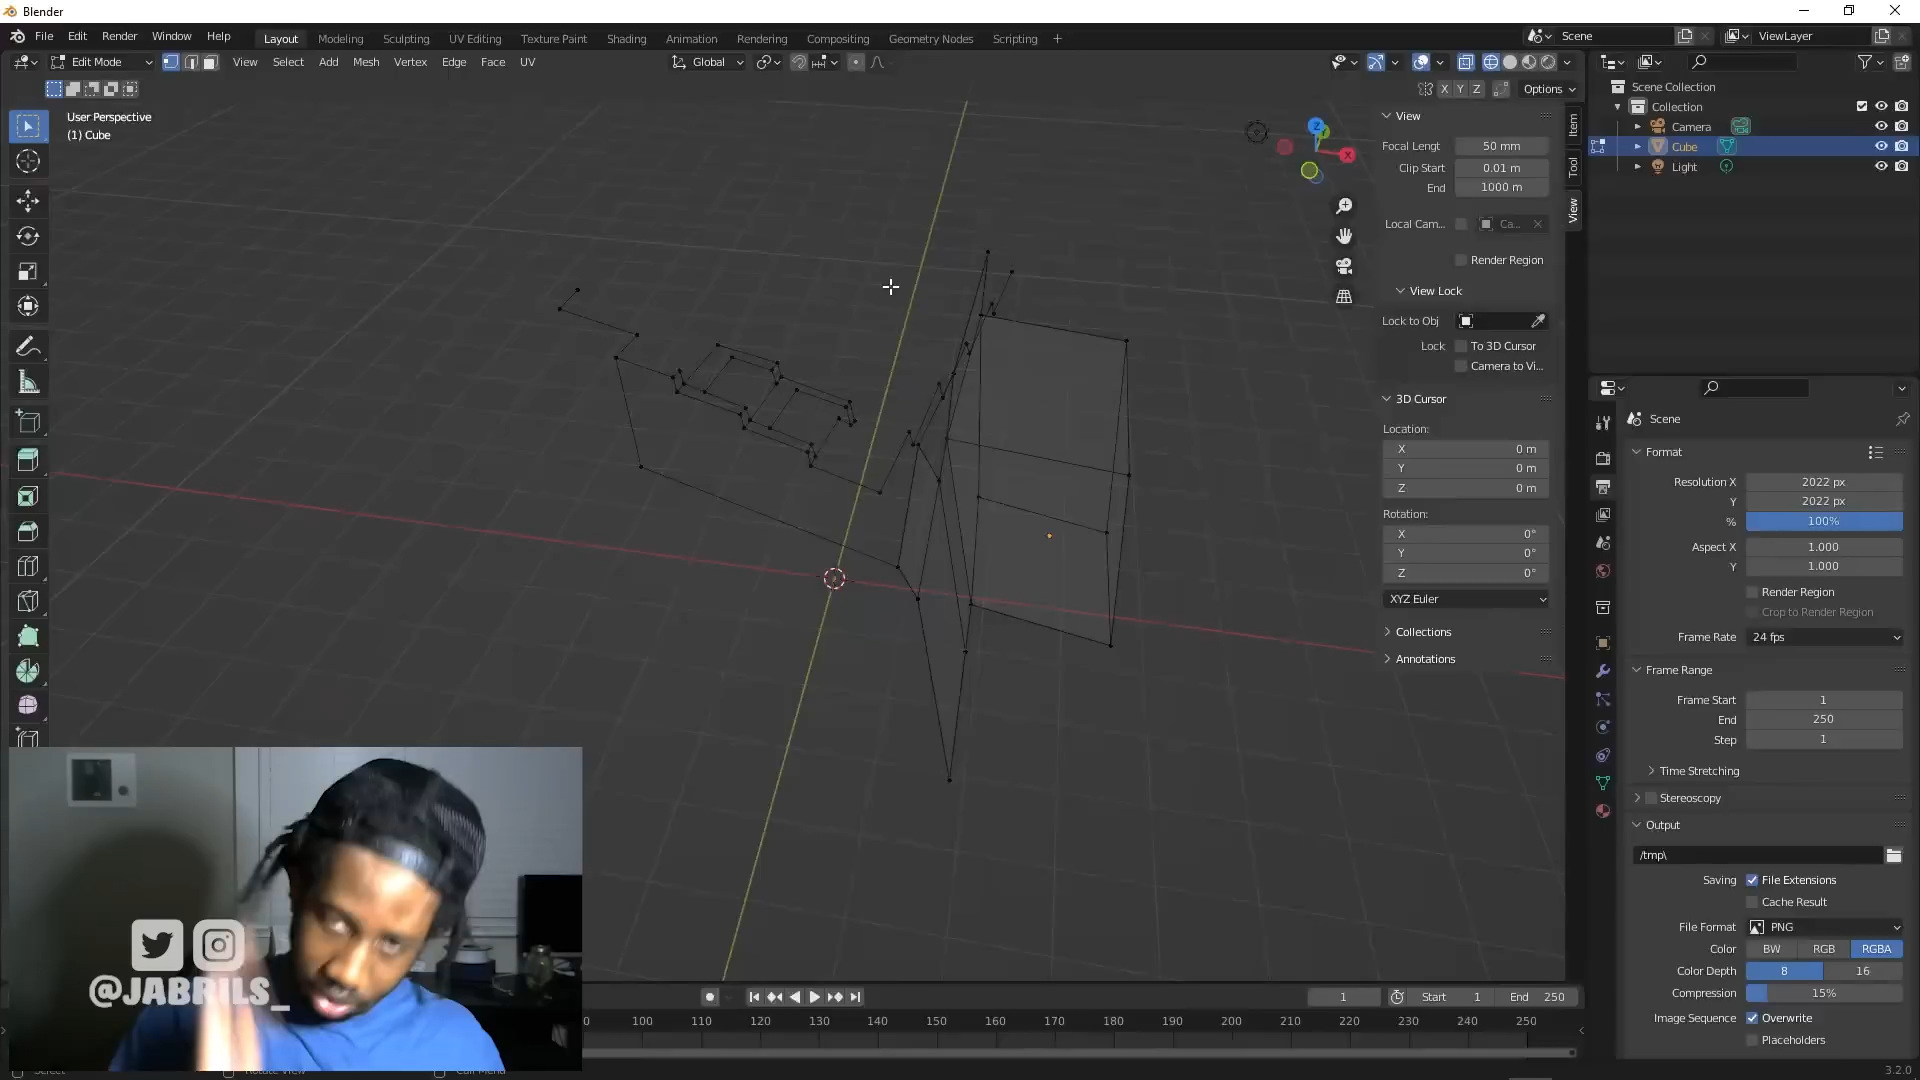 Blender
File Edit Render Window Help
Layout Modeling Sculpting UV Editing Texture Paint Shading Animation Rendering Compositing Geometry Nodes Scripting +
Scene
ViewLayer
Edit Mode
View Select Add Mesh Vertex Edge Face UV
Global
X Y Z
Options
User Perspective
(1) Cube
Z
X
View
Focal Lengt 50 mm
Clip Start 0.01 m
End 1000 m
Local Cam... Ca...
Render Region
View Lock
Lock to Obj
Lock To 3D Cursor
Camera to Vi...
3D Cursor
Location:
X 0 m
Y 0 m
Z 0 m
Rotation:
X 0°
Y 0°
Z 0°
XYZ Euler
Collections
Annotations
Item
Tool
View
Scene Collection
Collection
Camera
Cube
Light
Scene
Format
Resolution X 2022 px
Y 2022 px
% 100%
Aspect X 1.000
Y 1.000
Render Region
Crop to Render Region
Frame Rate 24 fps
Frame Range
Frame Start 1
End 250
Step 1
Time Stretching
Stereoscopy
Output
/tmp\
Saving File Extensions
Cache Result
File Format PNG
Color BW RGB RGBA
Color Depth 8 16
Compression 15%
Image Sequence Overwrite
Placeholders
1 Start 1 End 250
100 110 120 130 140 150 160 170 180 190 200 210 220 230 240 250
@JABRILS_
Select Rotate View Call Menu
3.2.0